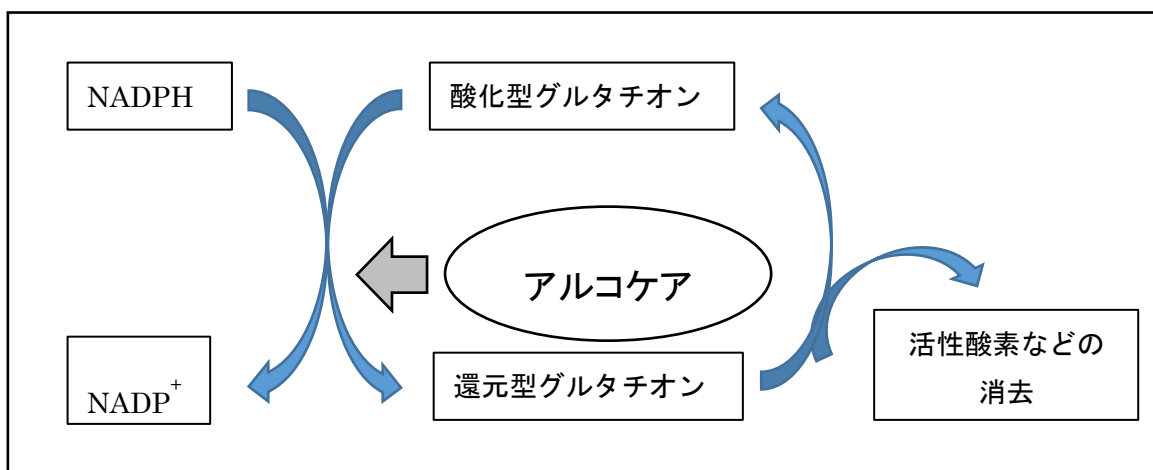 NADPH
酸化型グルタチオン
アルコケア
NADP+
還元型グルタチオン
活性酸素などの
消去